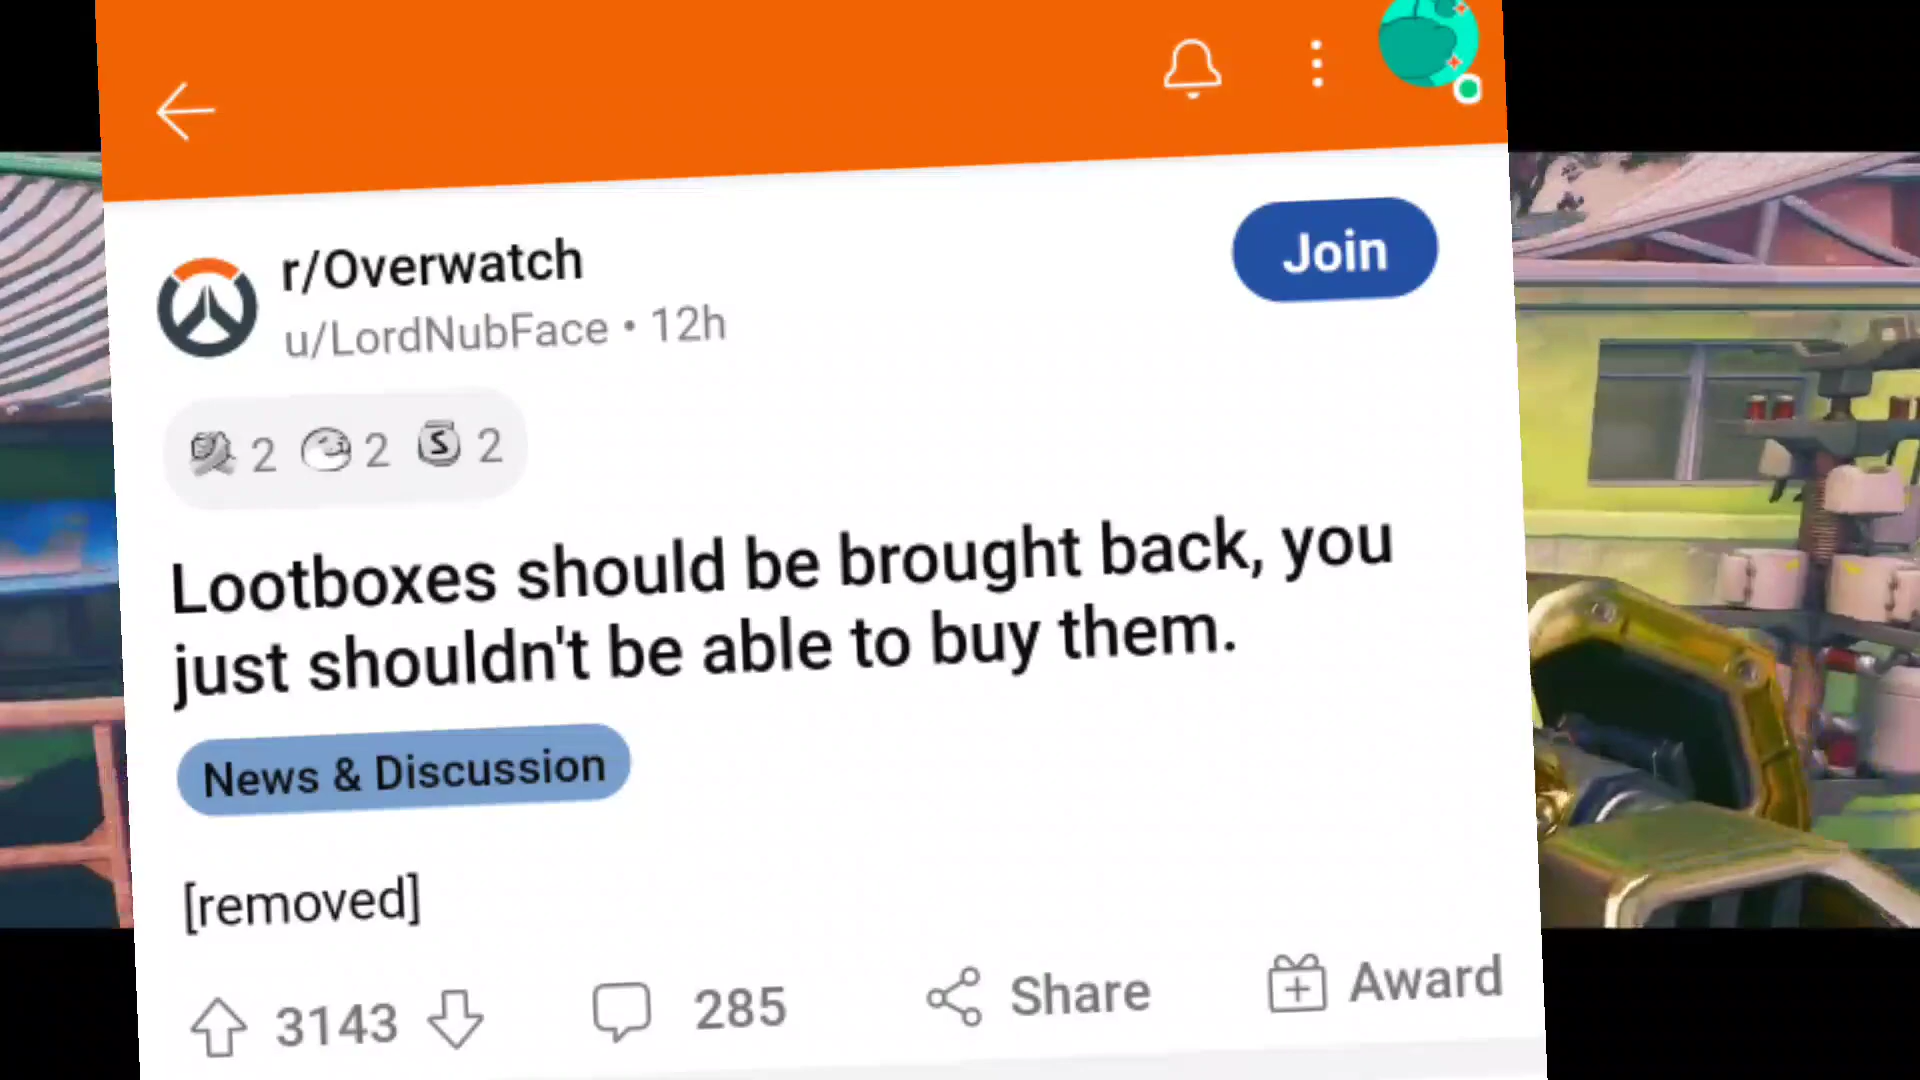 r/Overwatch
Join
u/LordNubFace • 12h
2 2 S 2
Lootboxes should be brought back, you
just shouldn't be able to buy them.
News & Discussion
[removed]
3143 285 Share Award